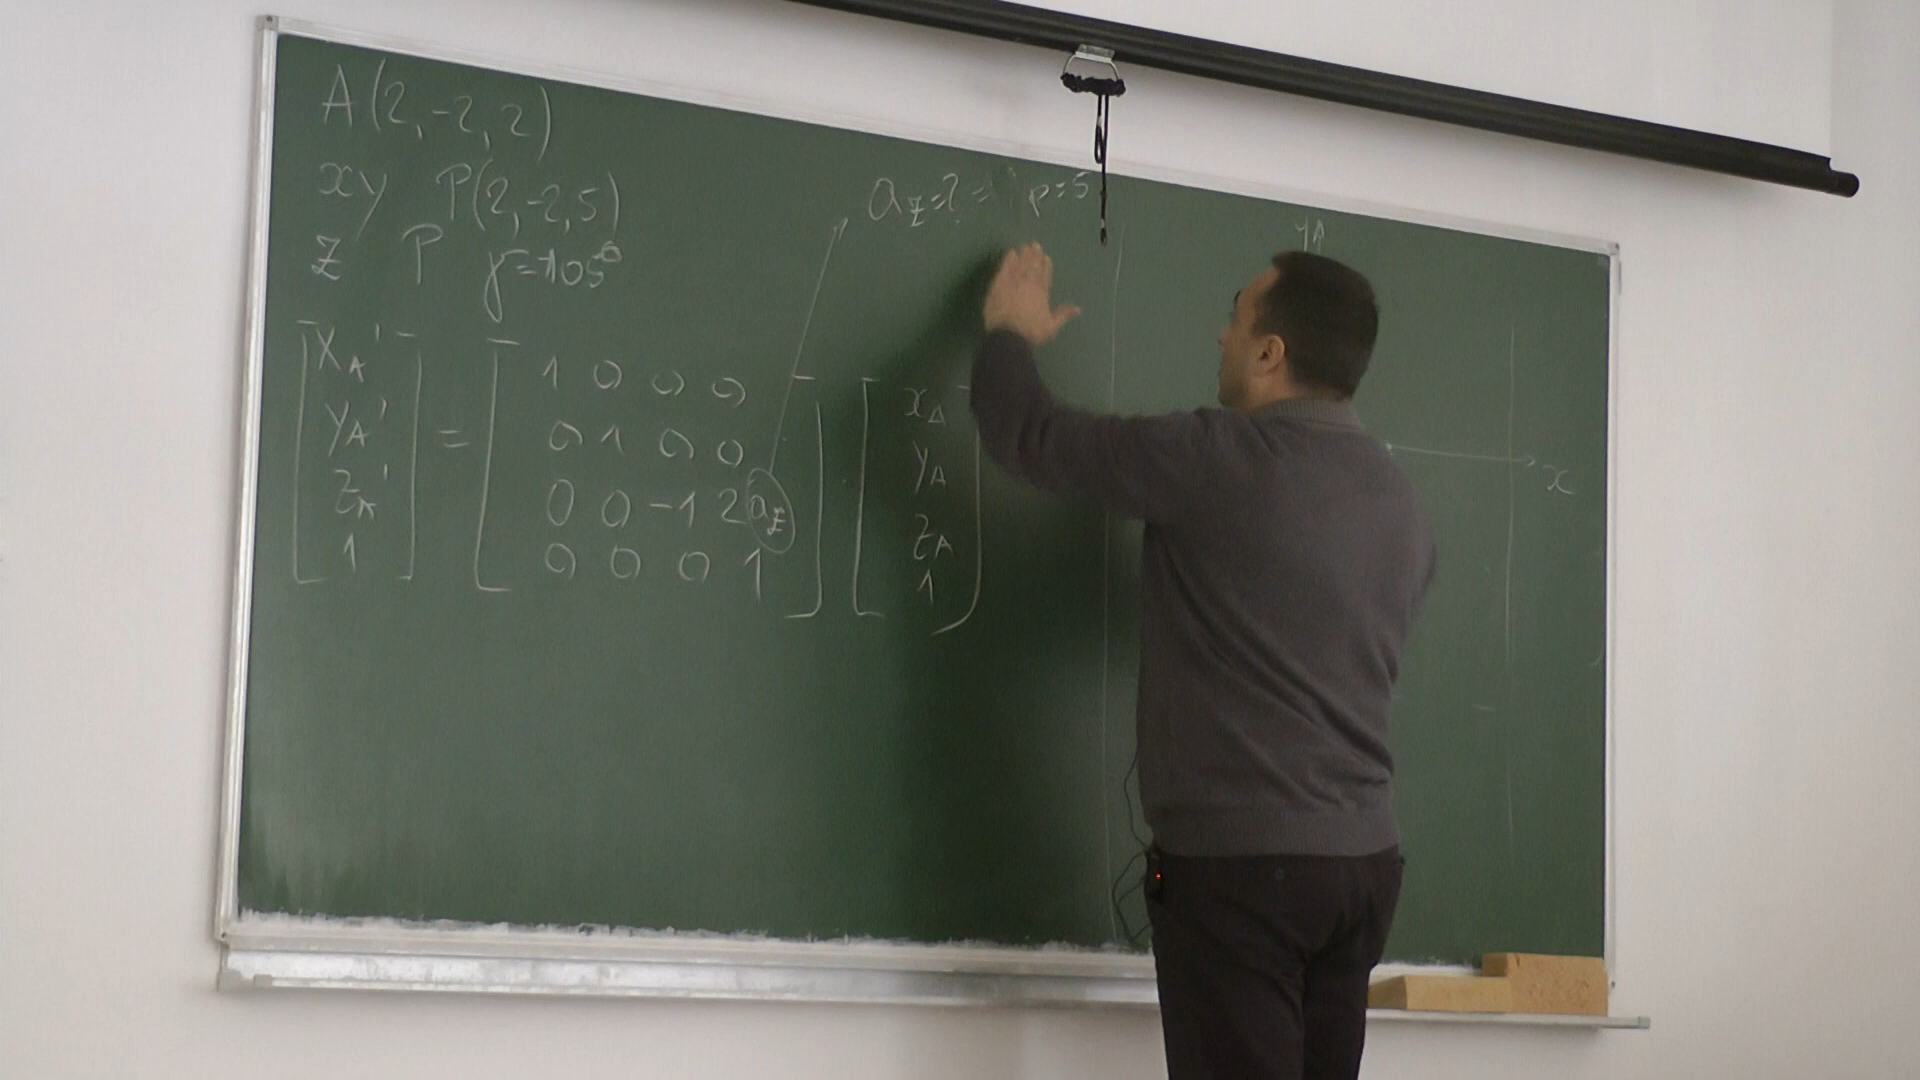 A(2,-2,2)
xy P(2,-2,5)
z P γ=-105°
a_z=?= p=5
y
x
x_A' 1 0 0 0 x_A
y_A' = 0 1 0 0 y_A
z_A' 0 0 -1 2a_z z_A
1 0 0 0 1 1